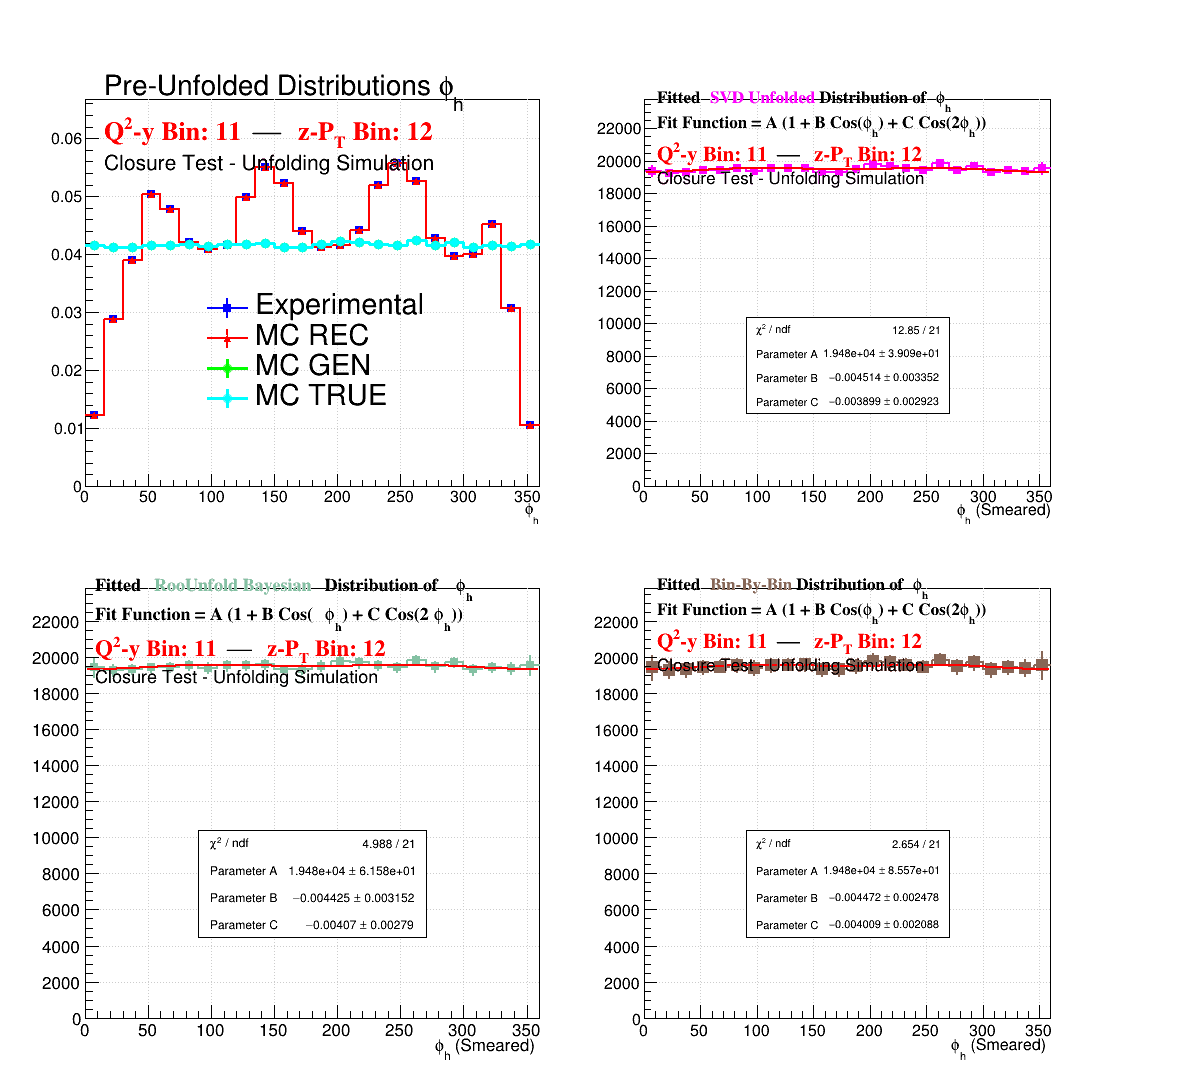 Pre-Unfolded Distributions ϕh
Q²-y Bin: 11 — z-PT Bin: 12
Closure Test - Unfolding Simulation
0.06
0.05
0.04
0.03
0.02
0.01
0
Experimental
MC REC
MC GEN
MC TRUE
0 50 100 150 200 250 300 350
ϕh
Fitted SVD Unfolded Distribution of ϕh
Fit Function = A (1 + B Cos(ϕh) + C Cos(2ϕh))
Q²-y Bin: 11 — z-PT Bin: 12
Closure Test - Unfolding Simulation
22000
20000
18000
16000
14000
12000
10000
8000
6000
4000
2000
0
χ² / ndf 12.85 / 21
Parameter A 1.948e+04 ± 3.909e+01
Parameter B −0.004514 ± 0.003352
Parameter C −0.003899 ± 0.002923
0 50 100 150 200 250 300 350
ϕh (Smeared)
Fitted RooUnfold Bayesian Distribution of ϕh
Fit Function = A (1 + B Cos( ϕh) + C Cos(2 ϕh))
Q²-y Bin: 11 — z-PT Bin: 12
Closure Test - Unfolding Simulation
22000
20000
18000
16000
14000
12000
10000
8000
6000
4000
2000
0
χ² / ndf 4.988 / 21
Parameter A 1.948e+04 ± 6.158e+01
Parameter B −0.004425 ± 0.003152
Parameter C −0.00407 ± 0.00279
0 50 100 150 200 250 300 350
ϕh (Smeared)
Fitted Bin-By-Bin Distribution of ϕh
Fit Function = A (1 + B Cos(ϕh) + C Cos(2ϕh))
Q²-y Bin: 11 — z-PT Bin: 12
Closure Test - Unfolding Simulation
22000
20000
18000
16000
14000
12000
10000
8000
6000
4000
2000
0
χ² / ndf 2.654 / 21
Parameter A 1.948e+04 ± 8.557e+01
Parameter B −0.004472 ± 0.002478
Parameter C −0.004009 ± 0.002088
0 50 100 150 200 250 300 350
ϕh (Smeared)